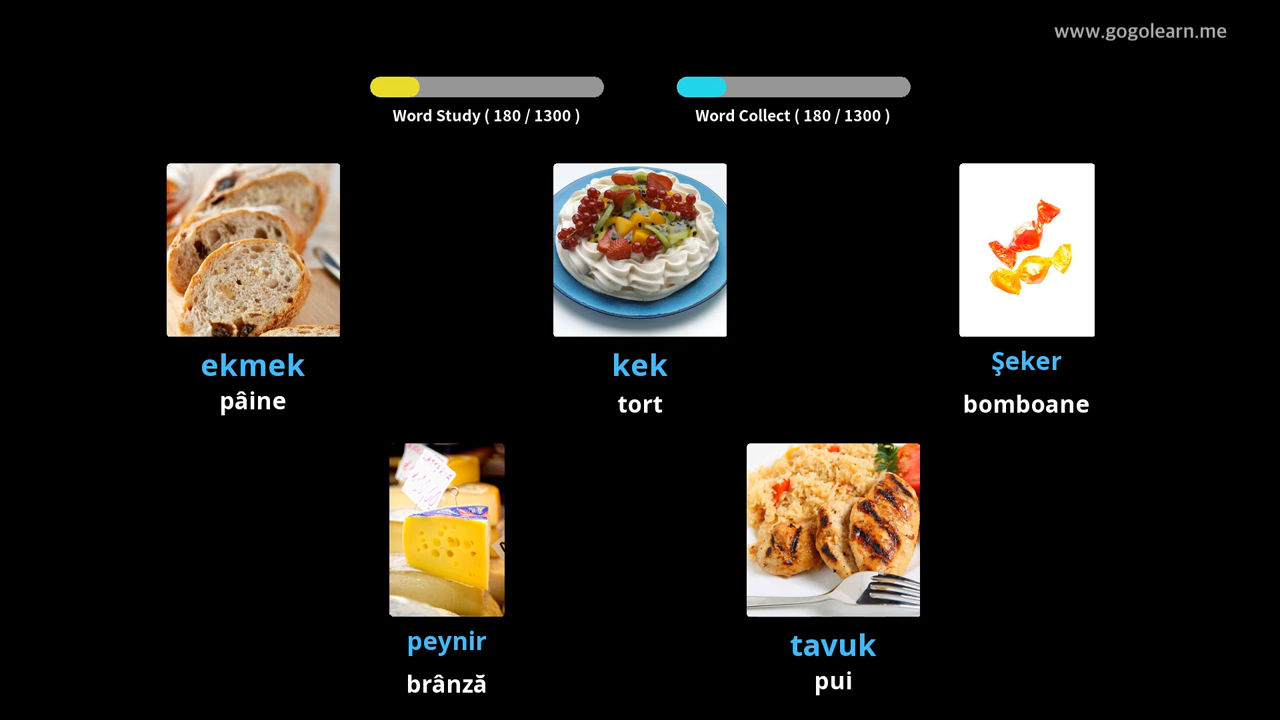 www.gogolearn.me
Word Study ( 180 / 1300 )
Word Collect ( 180 / 1300 )
ekmek
pâine
kek
tort
Şeker
bomboane
peynir
brânză
tavuk
pui